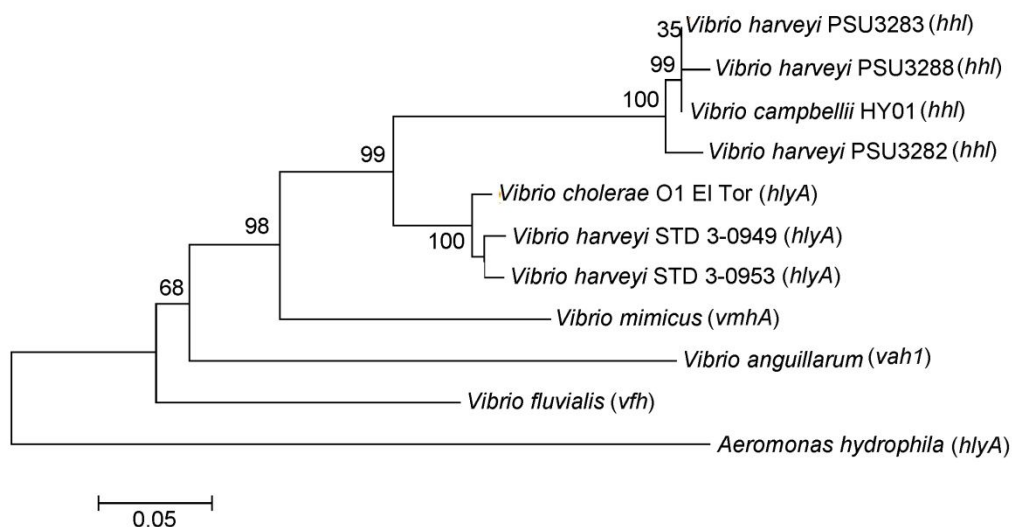 35 Vibrio harveyi PSU3283 (hhl)
99 Vibrio harveyi PSU3288 (hhl)
100 Vibrio campbellii HY01 (hhl)
99 Vibrio harveyi PSU3282 (hhl)
Vibrio cholerae O1 El Tor (hlyA)
98 100 Vibrio harveyi STD 3-0949 (hlyA)
Vibrio harveyi STD 3-0953 (hlyA)
68
Vibrio mimicus (vmhA)
Vibrio anguillarum (vah1)
Vibrio fluvialis (vfh)
Aeromonas hydrophila (hlyA)
0.05